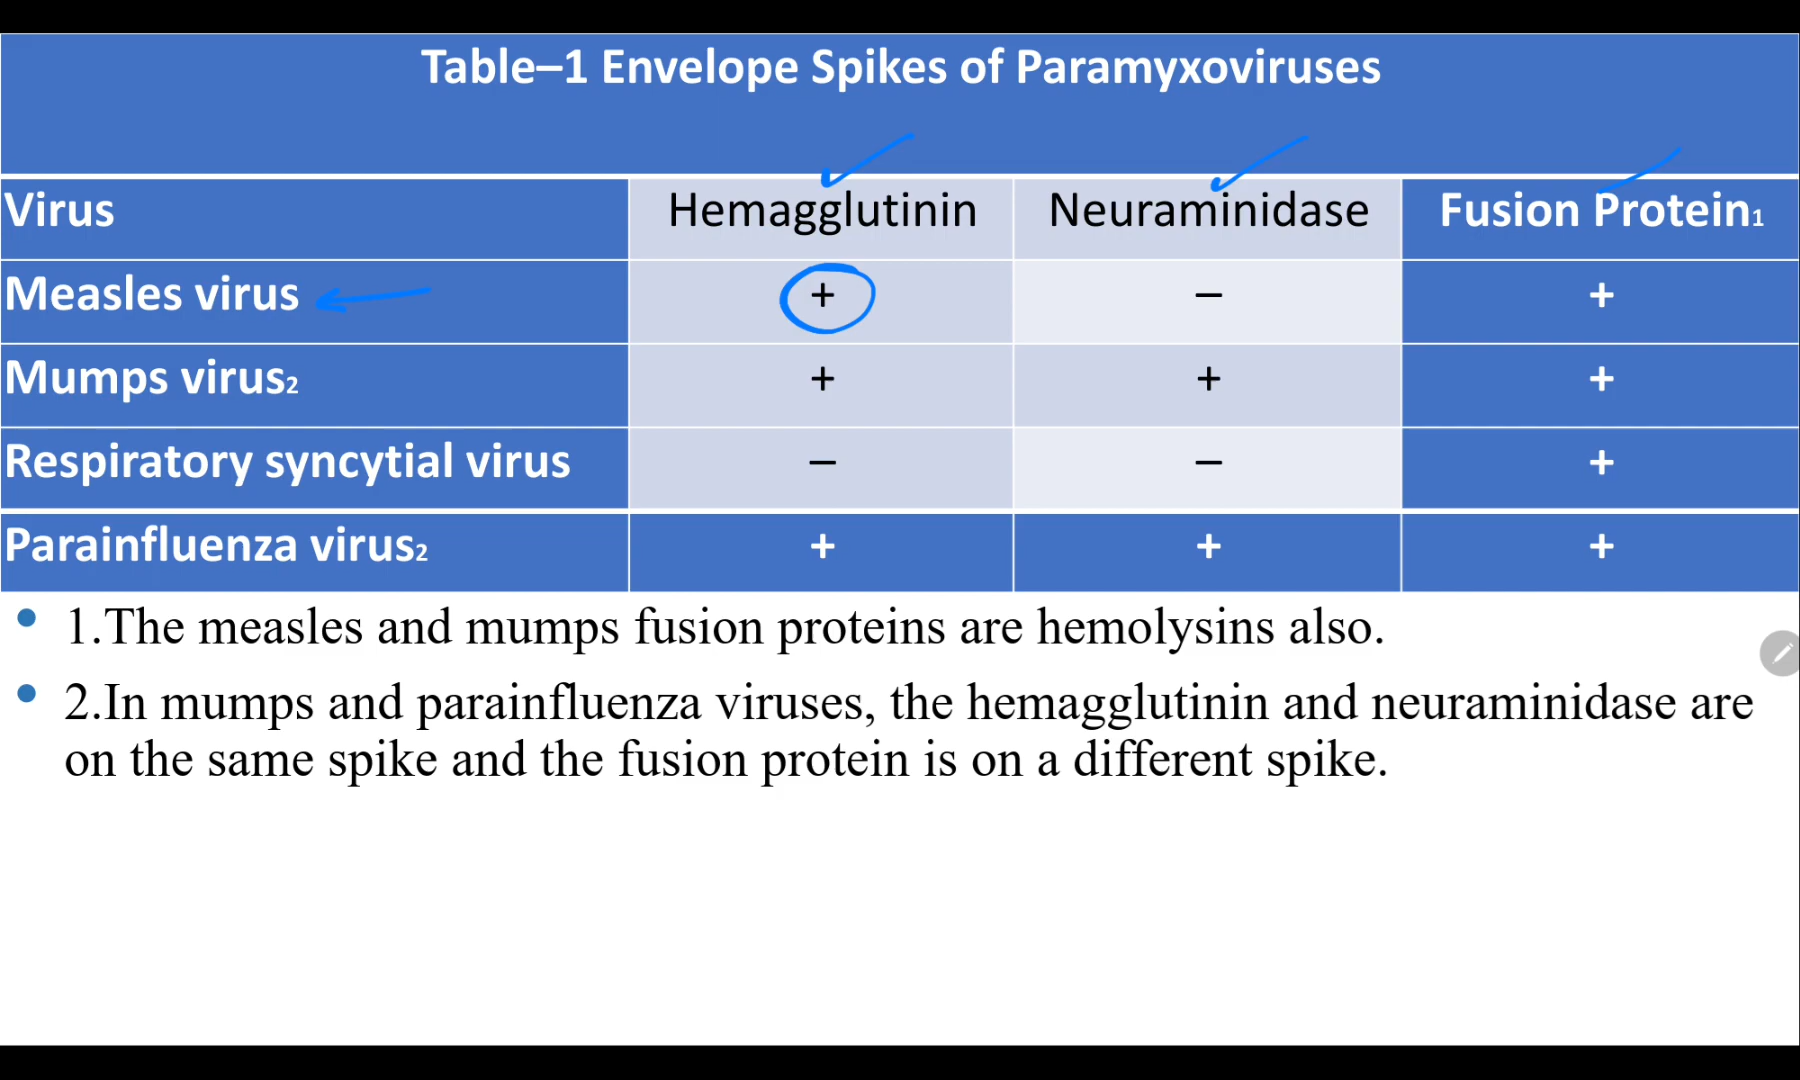 Table–1 Envelope Spikes of Paramyxoviruses
Virus Hemagglutinin Neuraminidase Fusion Protein1
Measles virus + – +
Mumps virus2 + + +
Respiratory syncytial virus – – +
Parainfluenza virus2 + + +
• 1.The measles and mumps fusion proteins are hemolysins also.
• 2.In mumps and parainfluenza viruses, the hemagglutinin and neuraminidase are
on the same spike and the fusion protein is on a different spike.